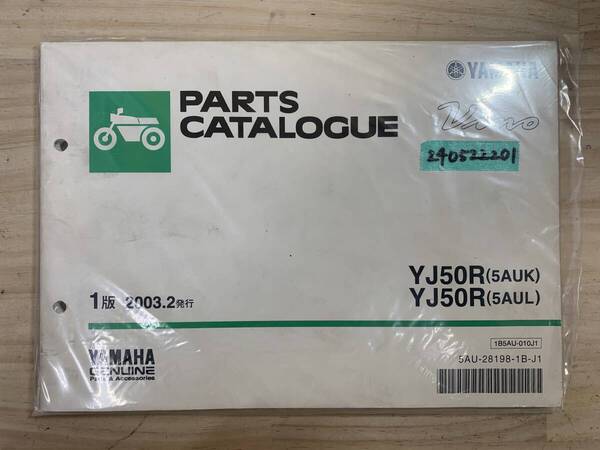 YAMAHA
PARTS
CATALOGUE
Vino
240522201
YJ50R(5AUK)
YJ50R(5AUL)
1版 2003.2発行
1B5AU-010J1
5AU-28198-1B-J1
YAMAHA
GENUINE
Parts & Accessories